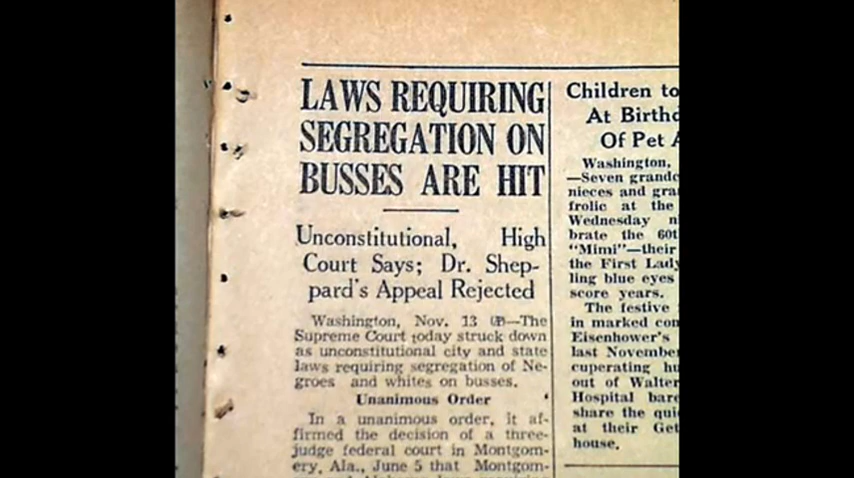 LAWS REQUIRING
SEGREGATION ON
BUSSES ARE HIT
Unconstitutional, High
Court Says; Dr. Shep-
pard's Appeal Rejected
Washington, Nov. 13 (AP)—The
Supreme Court today struck down
as unconstitutional city and state
laws requiring segregation of Ne-
groes and whites on busses.
Unanimous Order
In a unanimous order, it af-
firmed the decision of a three-
judge federal court in Montgom-
ery, Ala., June 5 that Montgom-
Children to
At Birthd
Of Pet A
Washington,
—Seven grandc
nieces and gra
frolic at the
Wednesday n
brate the 60t
"Mimi"—their
the First Lady
ling blue eyes
score years.
The festive
in marked con
Eisenhower's
last November
cuperating hu
out of Walter
Hospital bare
share the qui
at their Get
house.